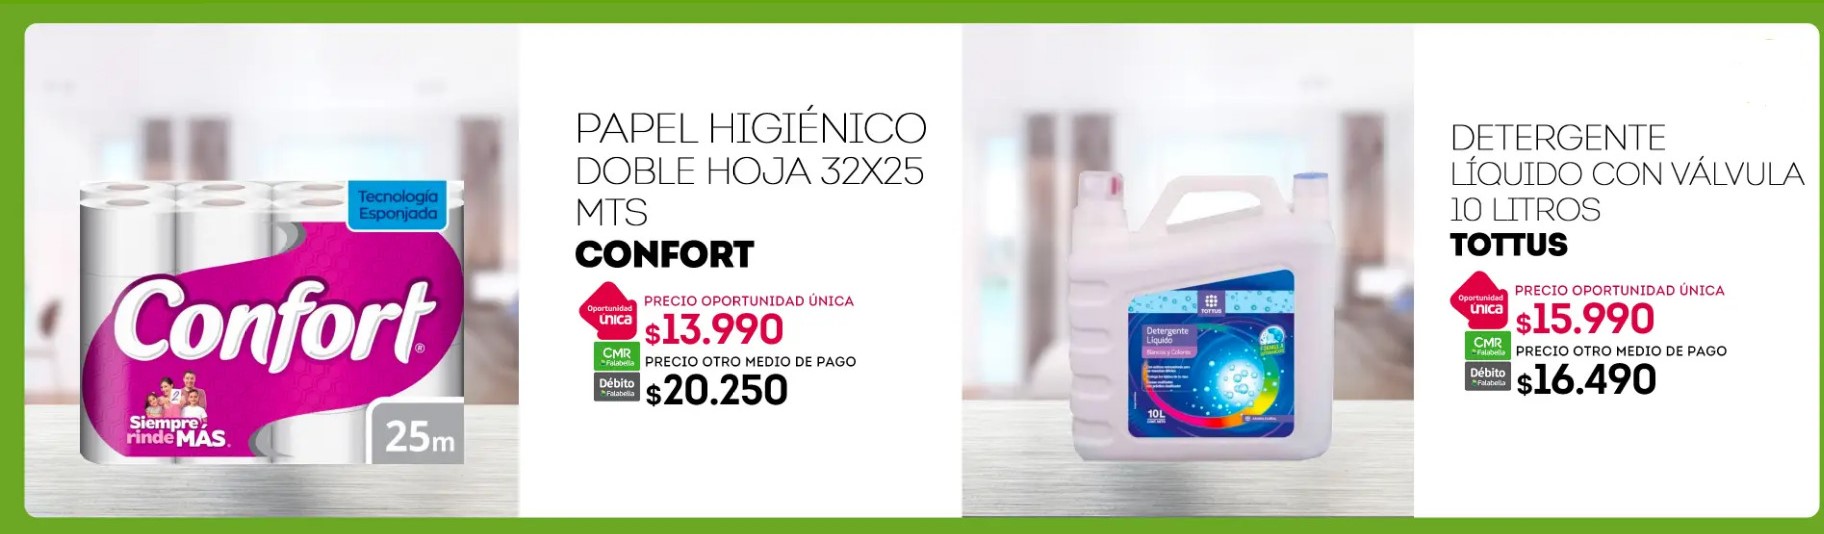 Tecnología
Esponjada
Confort®
Siempre
rinde MAS.
25m
PAPEL HIGIÉNICO
DOBLE HOJA 32X25
MTS
CONFORT
Oportunidad
única
PRECIO OPORTUNIDAD ÚNICA
$13.990
CMR
Falabella
PRECIO OTRO MEDIO DE PAGO
Débito
Falabella
$20.250
TOTTUS
Detergente
Líquido
Blancos y Colores
10L
DETERGENTE
LÍQUIDO CON VÁLVULA
10 LITROS
TOTTUS
Oportunidad
única
PRECIO OPORTUNIDAD ÚNICA
$15.990
CMR
Falabella
PRECIO OTRO MEDIO DE PAGO
Débito
Falabella
$16.490